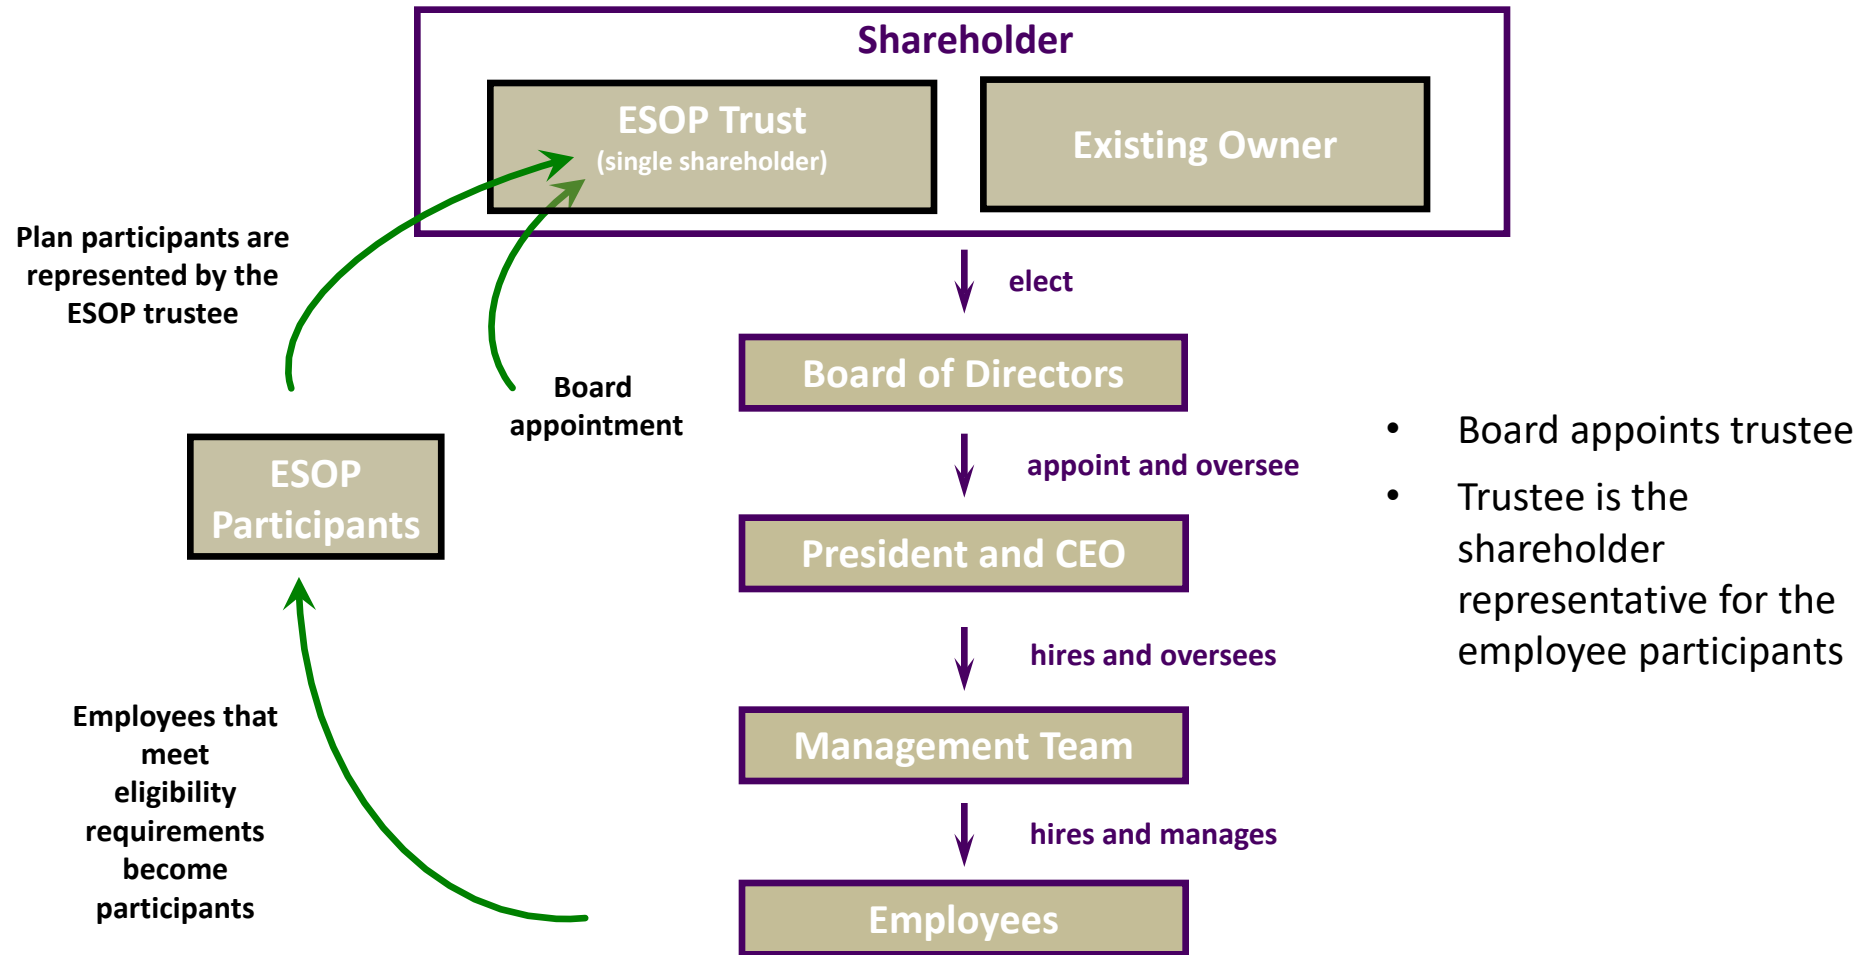 Shareholder
ESOP Trust
(single shareholder)
Existing Owner
Plan participants are
represented by the
ESOP trustee
elect
Board of Directors
Board
appointment
appoint and oversee
ESOP
Participants
President and CEO
hires and oversees
Management Team
Employees that
meet
eligibility
requirements
become
participants
hires and manages
Employees
• Board appoints trustee
• Trustee is the
shareholder
representative for the
employee participants